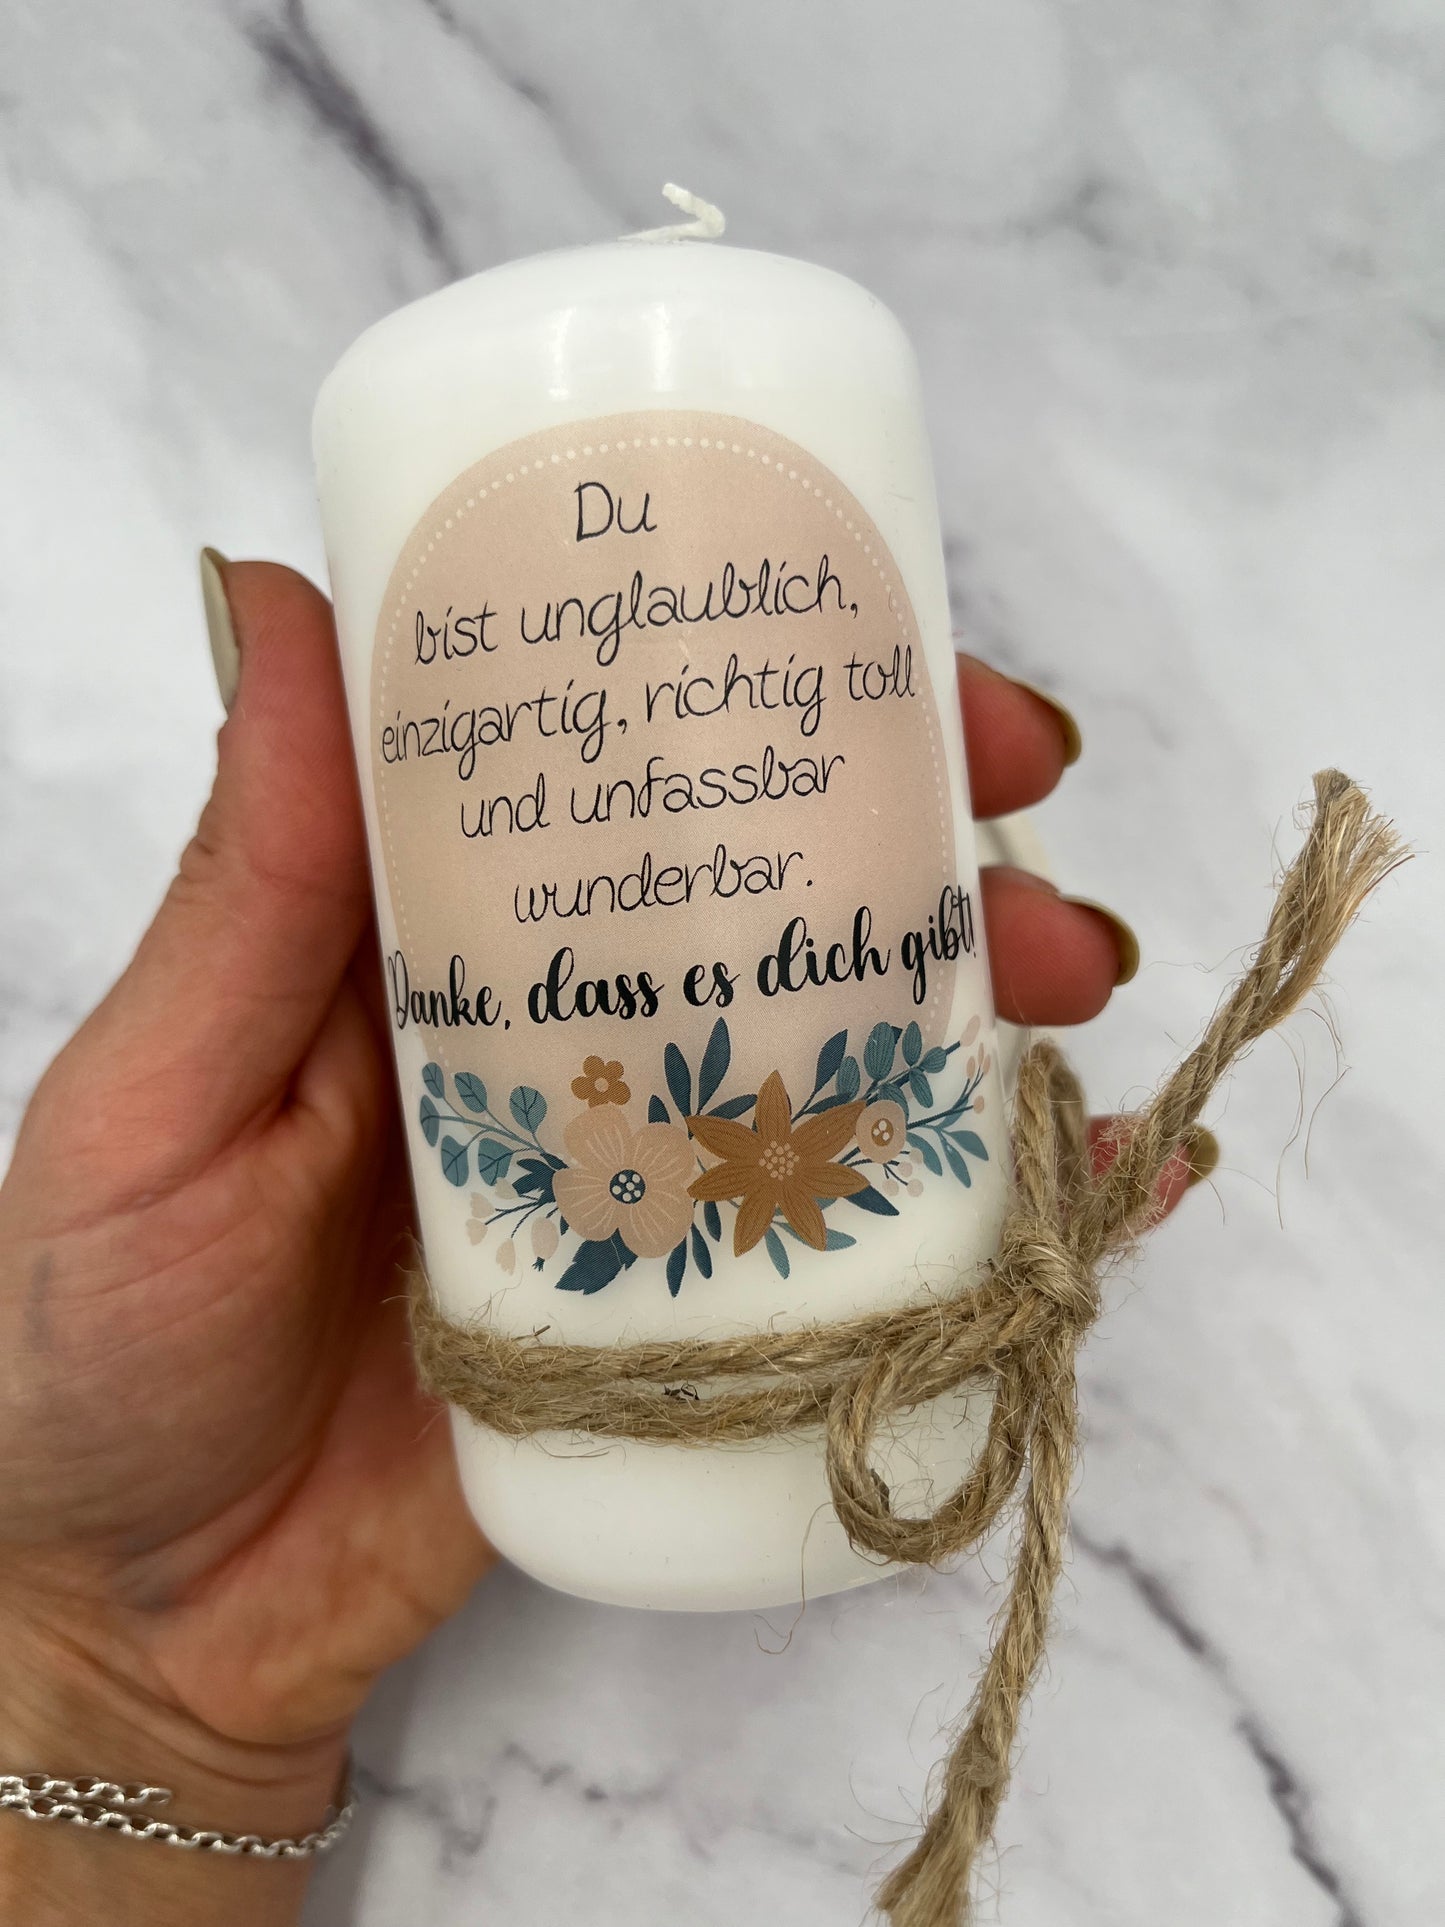 Du
bist unglaublich,
einzigartig, richtig toll
und unfassbar
wunderbar.
Danke, dass es dich gibt!